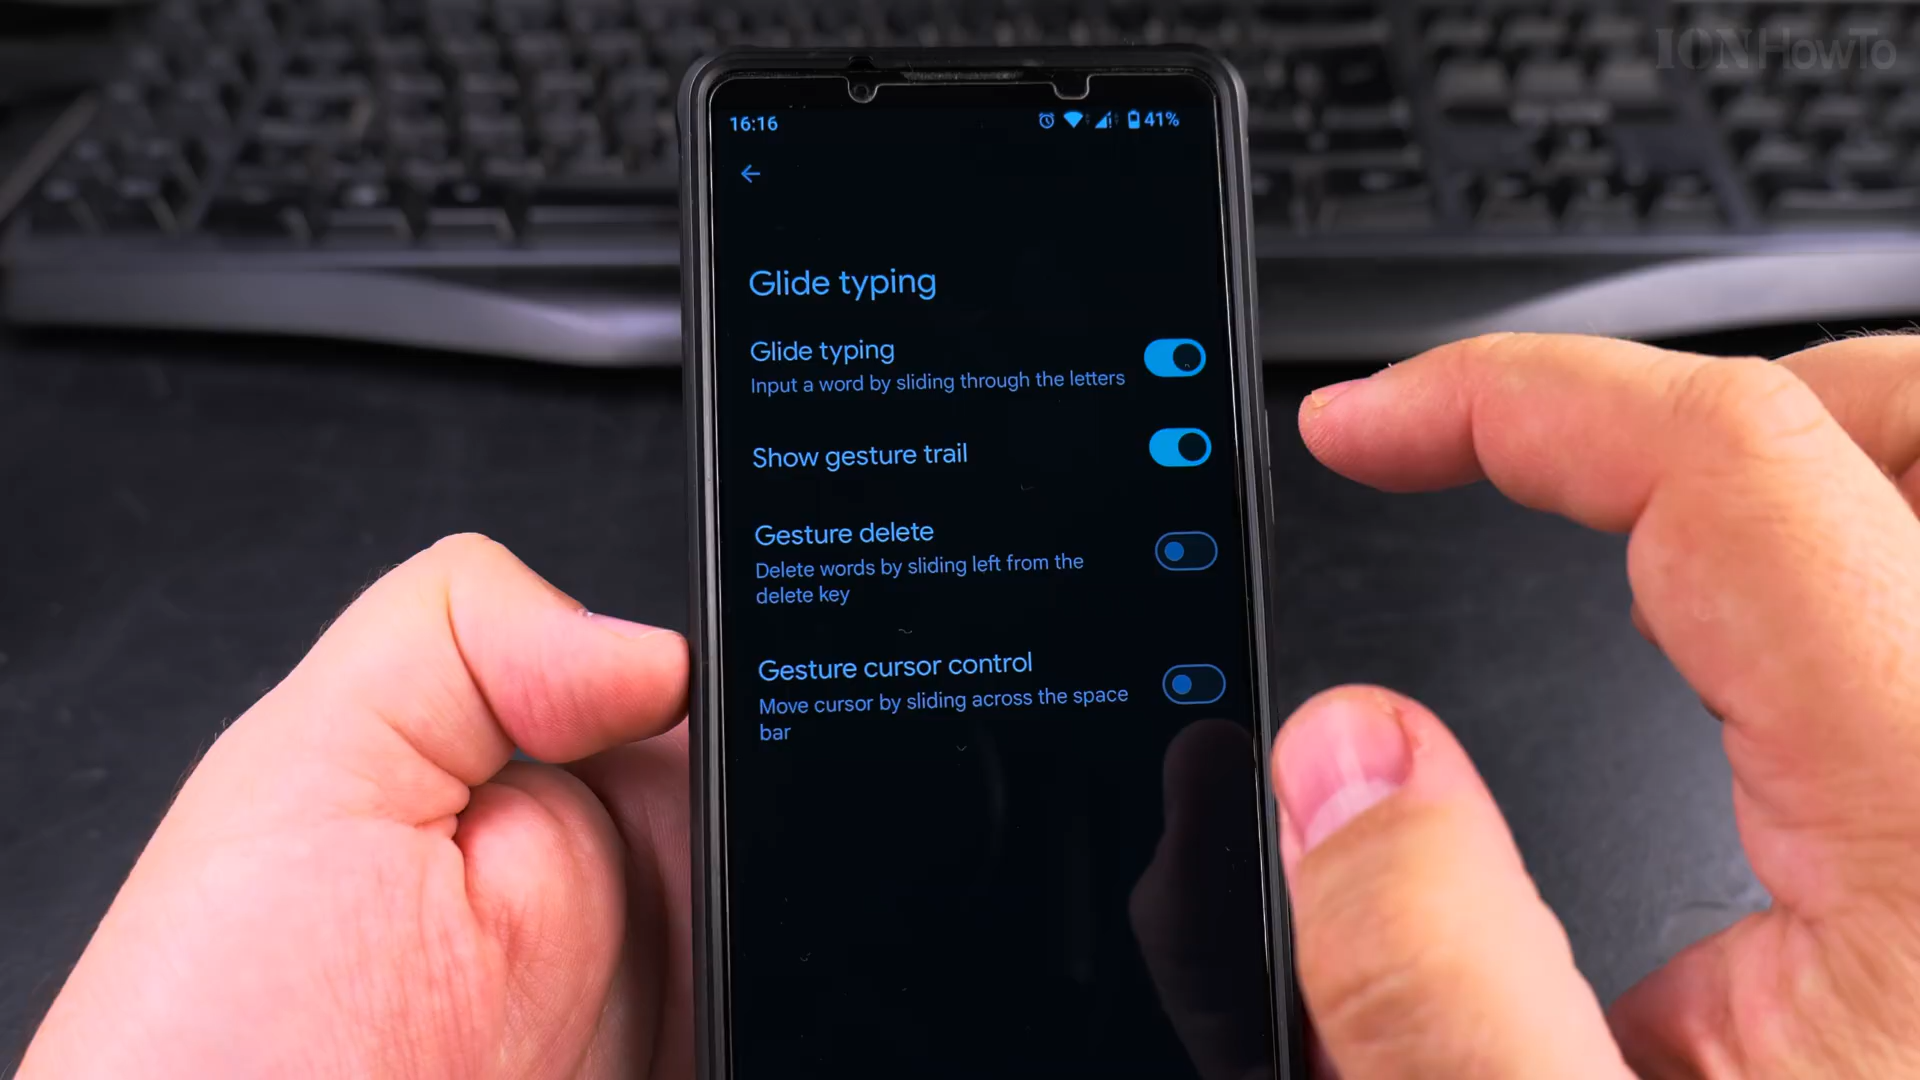 ION HowTo
16:16
41%
Glide typing
Glide typing
Input a word by sliding through the letters
Show gesture trail
Gesture delete
Delete words by sliding left from the
delete key
Gesture cursor control
Move cursor by sliding across the space
bar